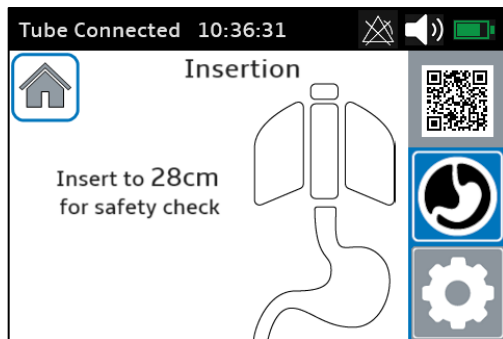 Tube Connected 10:36:31
Insertion
Insert to 28cm
for safety check